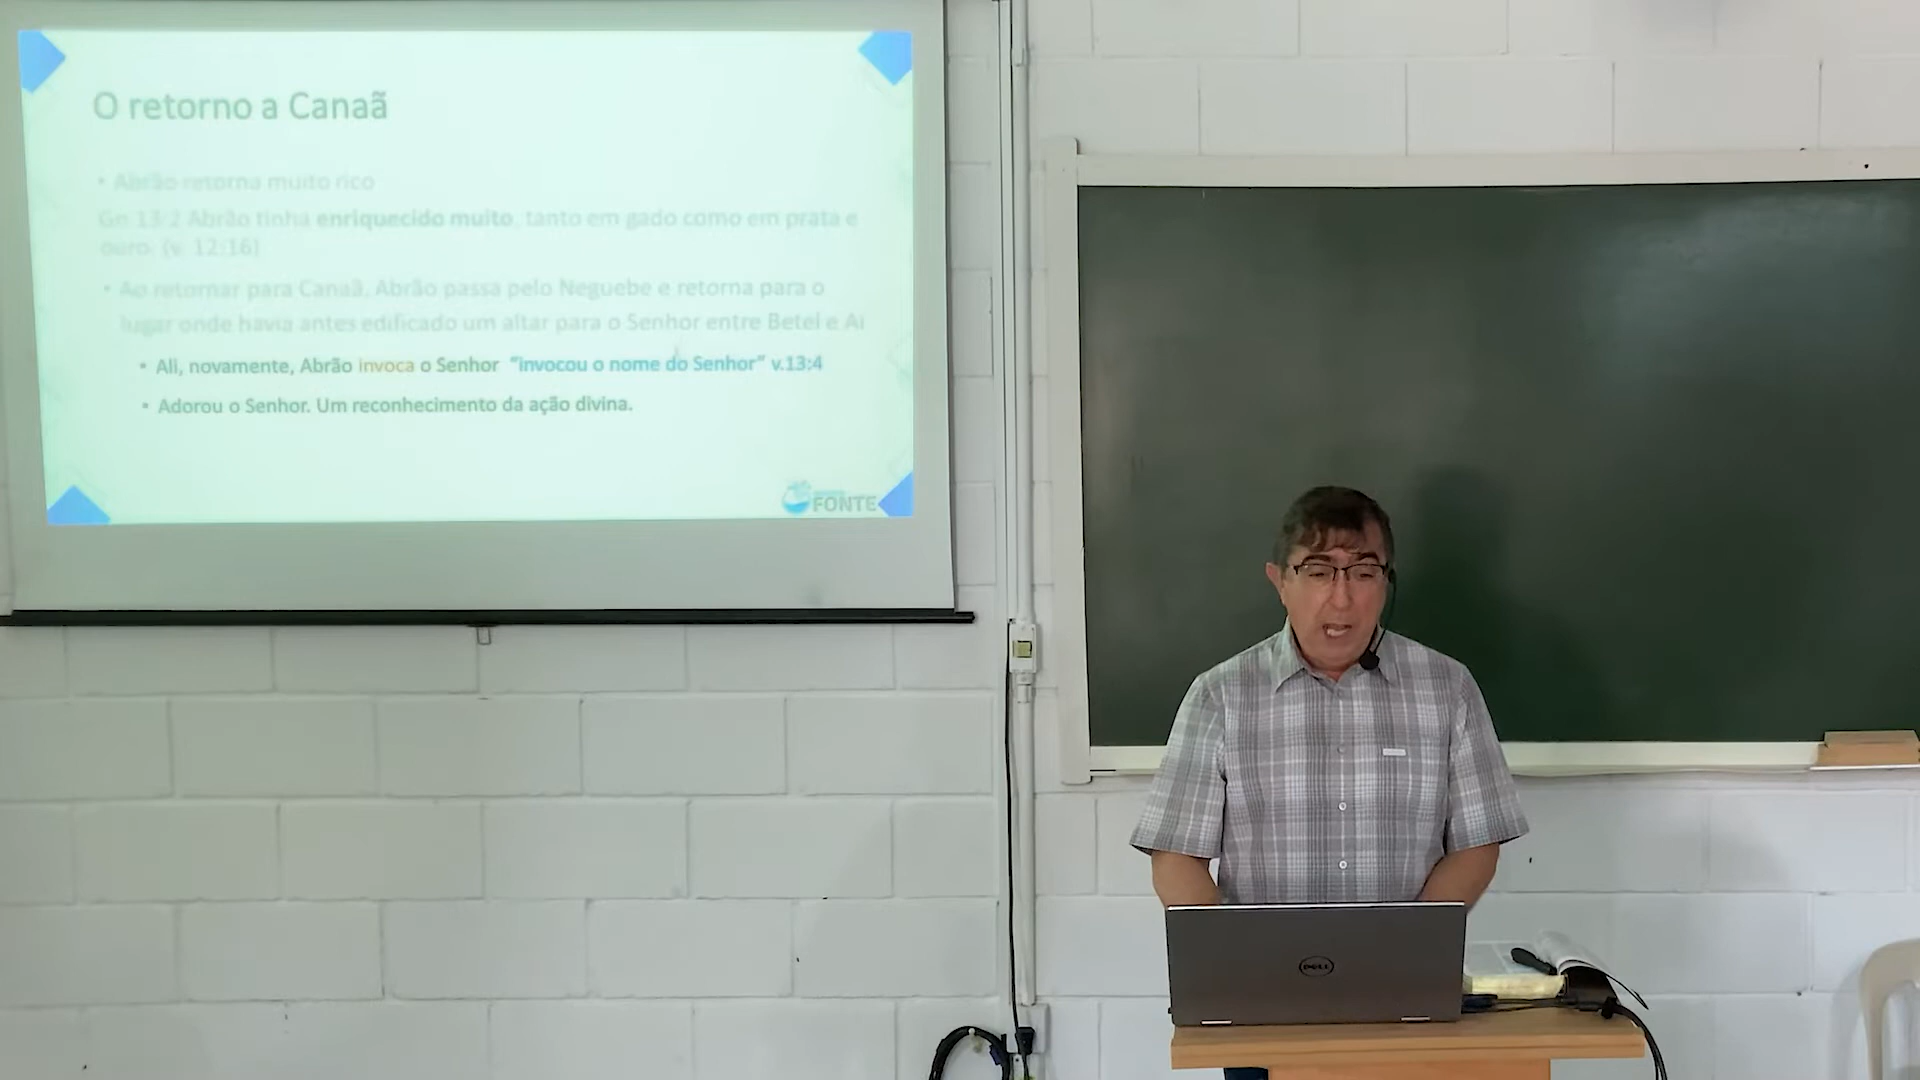 O retorno a Canaã
• Abrão retorna muito rico
Gn 13:2 Abrão tinha enriquecido muito, tanto em gado como em prata e
ouro. (v. 12:16)
• Ao retornar para Canaã, Abrão passa pelo Neguebe e retorna para o
lugar onde havia antes edificado um altar para o Senhor entre Betel e Ai
• Ali, novamente, Abrão invoca o Senhor "invocou o nome do Senhor" v.13:4
• Adorou o Senhor. Um reconhecimento da ação divina.
FONTE
DELL